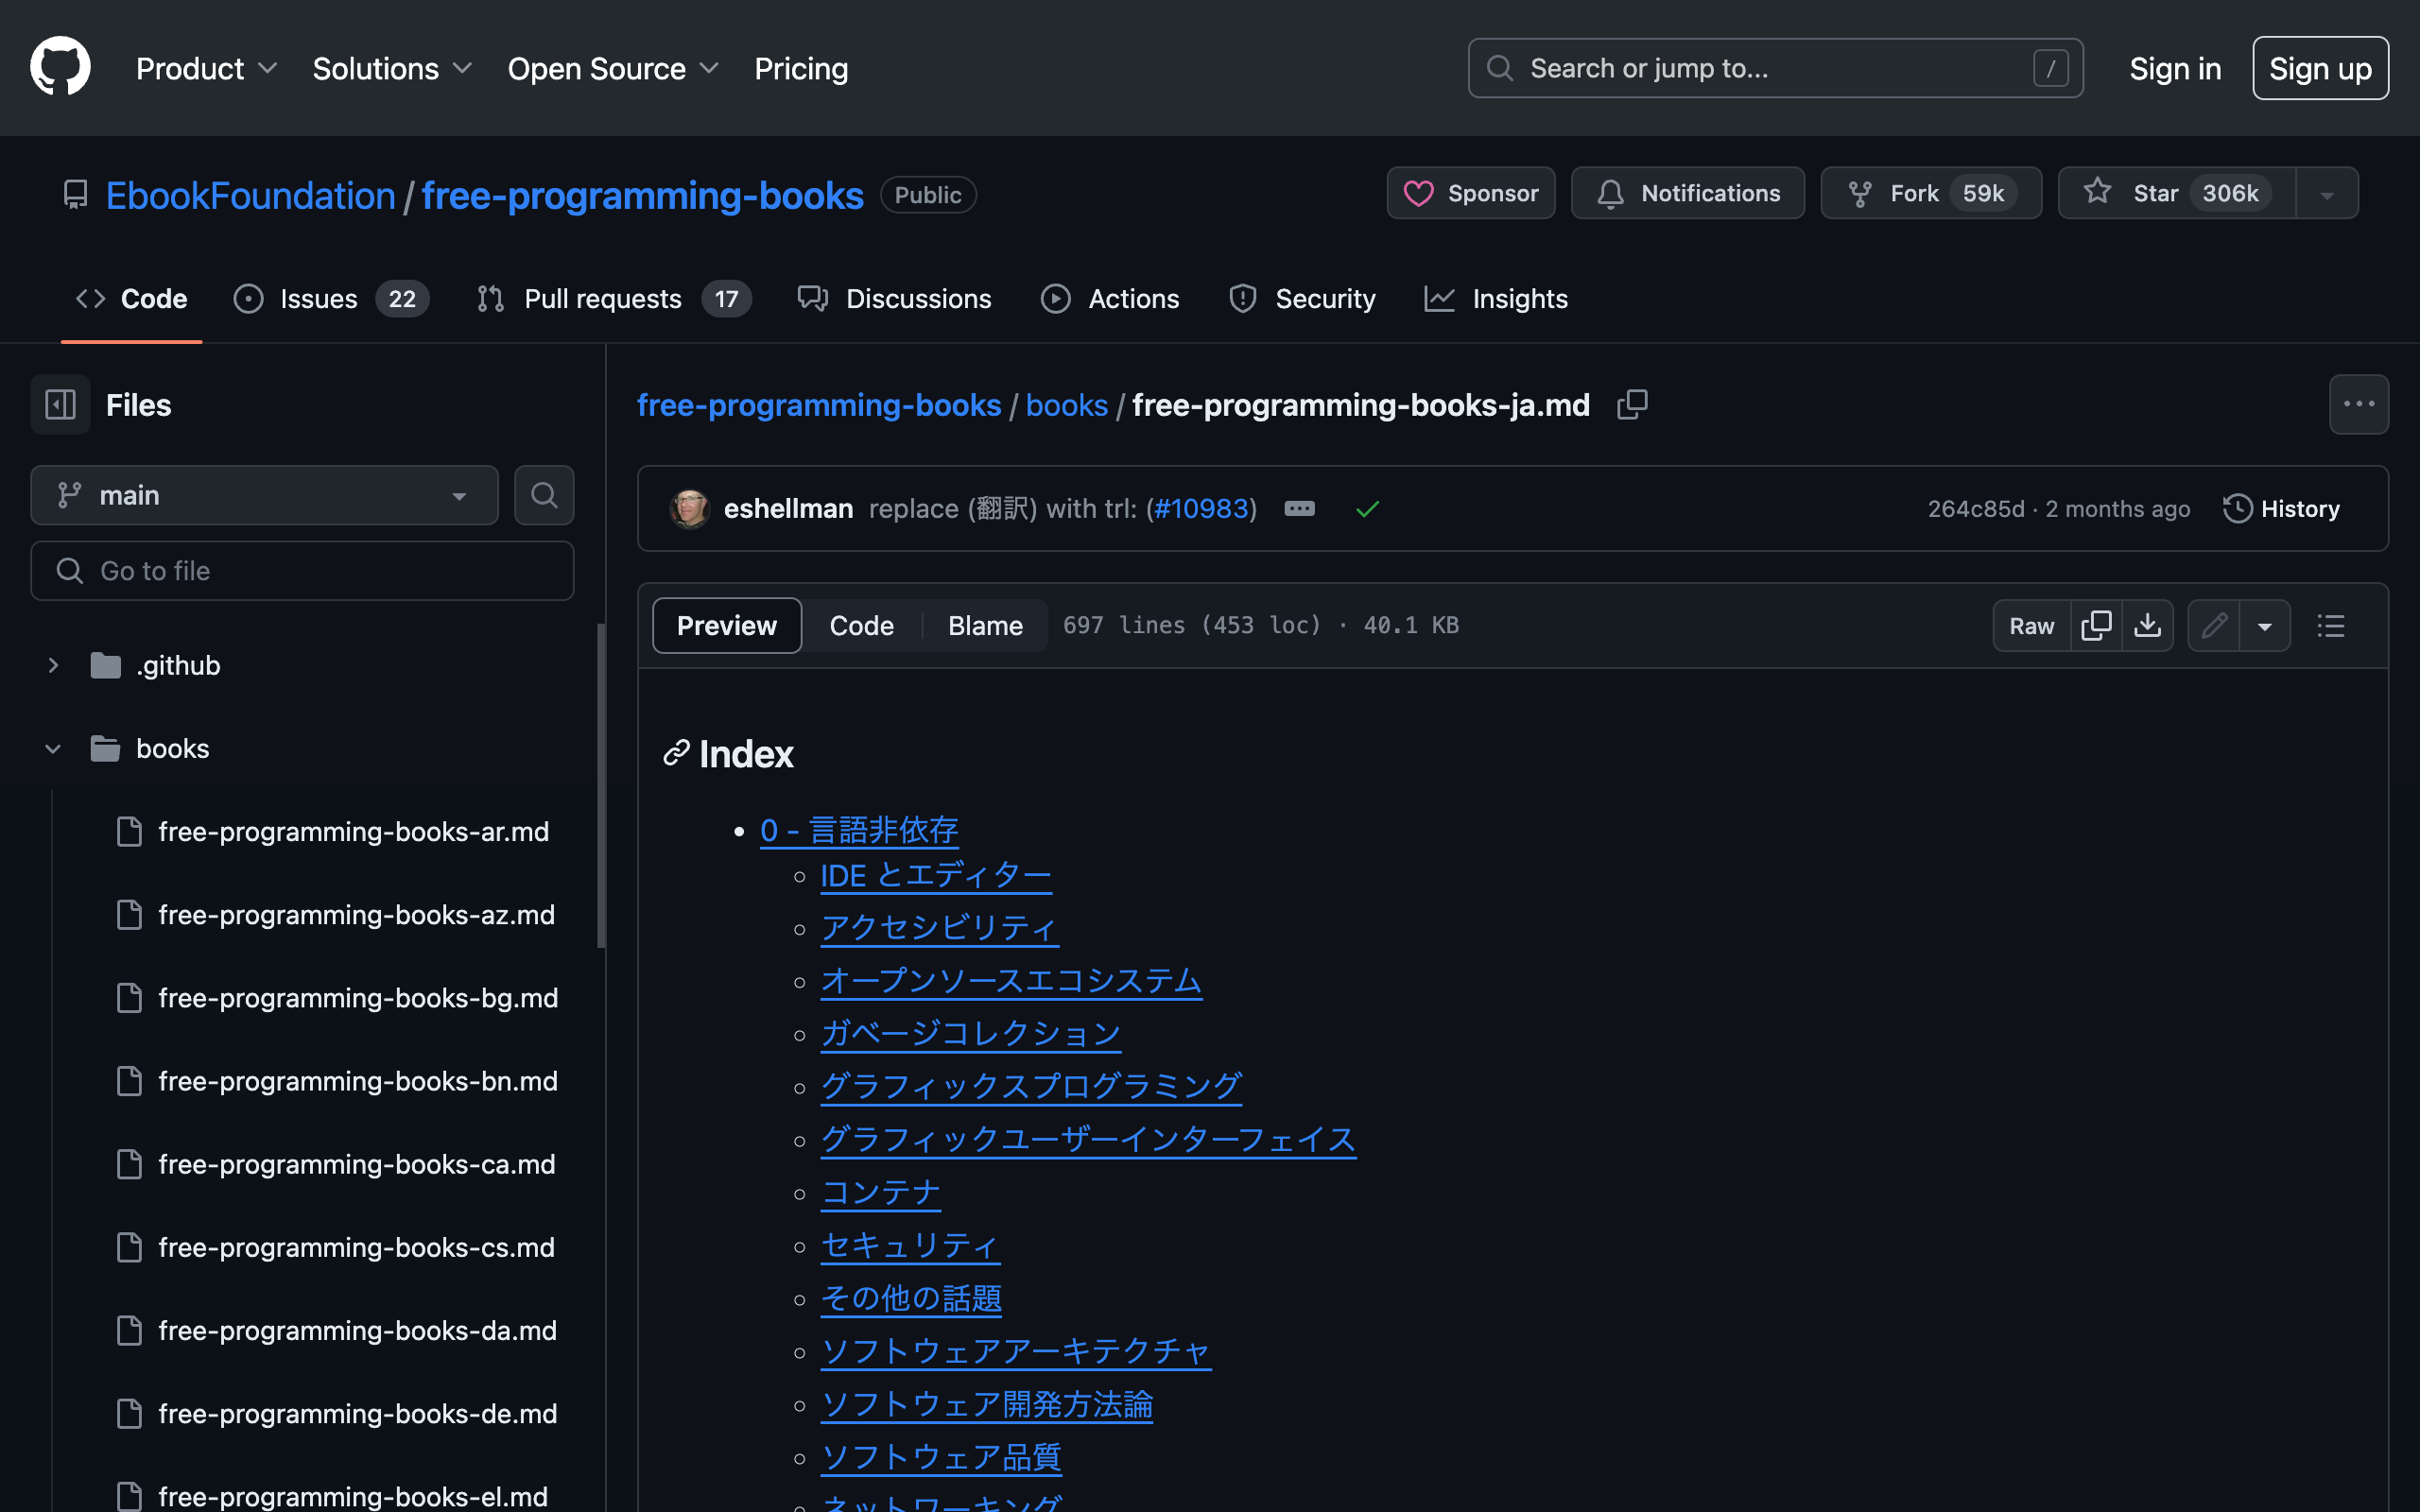 Product Solutions Open Source Pricing Search or jump to... / Sign in Sign up
EbookFoundation / free-programming-books Public Sponsor Notifications Fork 59k Star 306k
Code Issues 22 Pull requests 17 Discussions Actions Security Insights
Files
main
Go to file
.github
books
free-programming-books-ar.md
free-programming-books-az.md
free-programming-books-bg.md
free-programming-books-bn.md
free-programming-books-ca.md
free-programming-books-cs.md
free-programming-books-da.md
free-programming-books-de.md
free-programming-books-el.md
free-programming-books / books / free-programming-books-ja.md
eshellman replace (翻訳) with trl: (#10983) 264c85d · 2 months ago History
Preview Code Blame 697 lines (453 loc) · 40.1 KB Raw
Index
0 - 言語非依存
IDE とエディター
アクセシビリティ
オープンソースエコシステム
ガベージコレクション
グラフィックスプログラミング
グラフィックユーザーインターフェイス
コンテナ
セキュリティ
その他の話題
ソフトウェアアーキテクチャ
ソフトウェア開発方法論
ソフトウェア品質
ネットワーキング